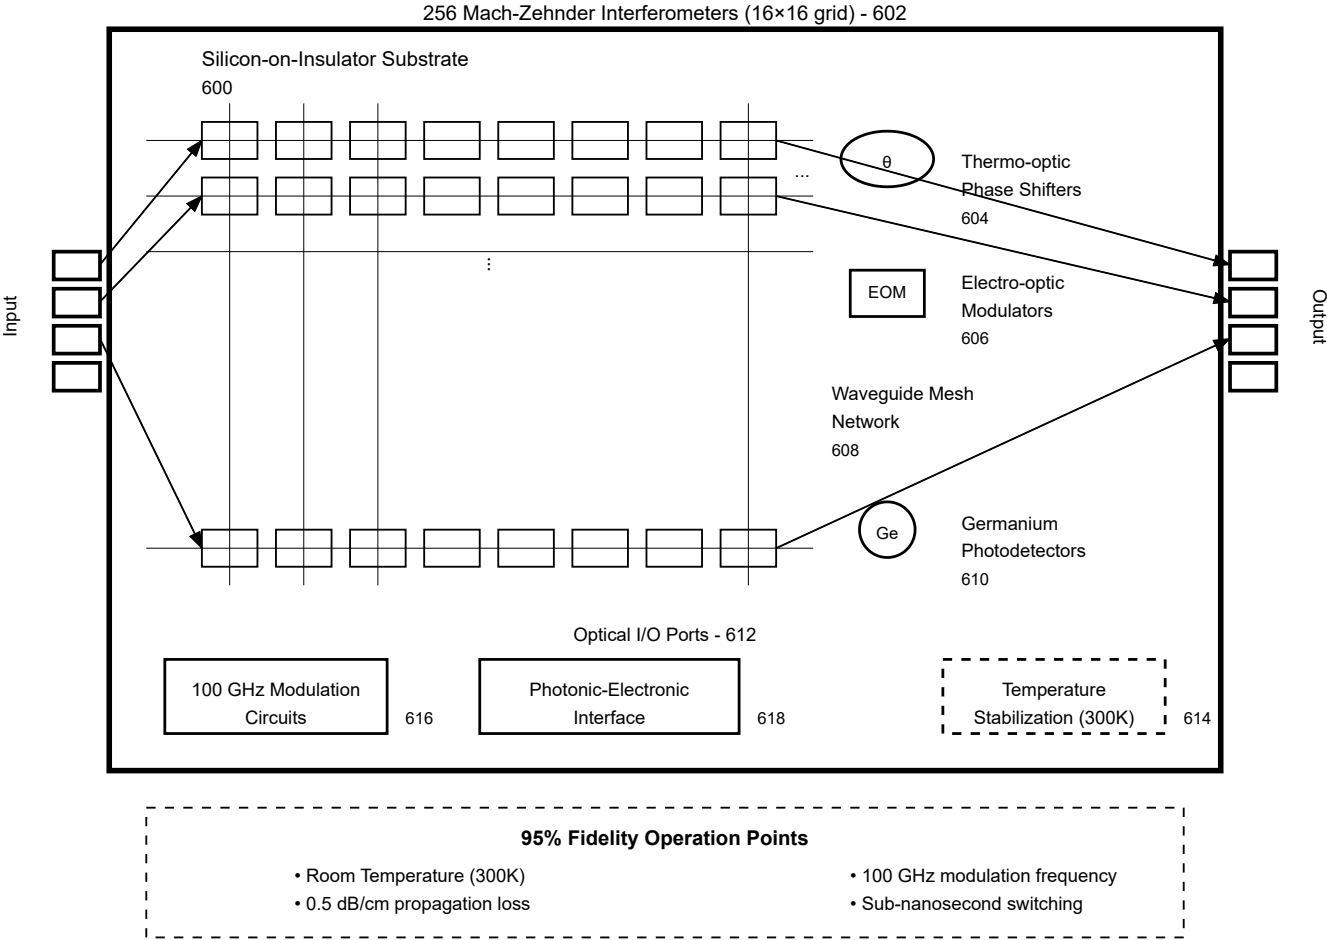 256 Mach-Zehnder Interferometers (16×16 grid) - 602
Silicon-on-Insulator Substrate
600
θ
Thermo-optic
Phase Shifters
604
...
...
EOM
Electro-optic
Modulators
606
Input
Output
Waveguide Mesh
Network
608
Ge
Germanium
Photodetectors
610
Optical I/O Ports - 612
100 GHz Modulation
Circuits
616
Photonic-Electronic
Interface
618
Temperature
Stabilization (300K)
614
95% Fidelity Operation Points
• Room Temperature (300K)
• 0.5 dB/cm propagation loss
• 100 GHz modulation frequency
• Sub-nanosecond switching